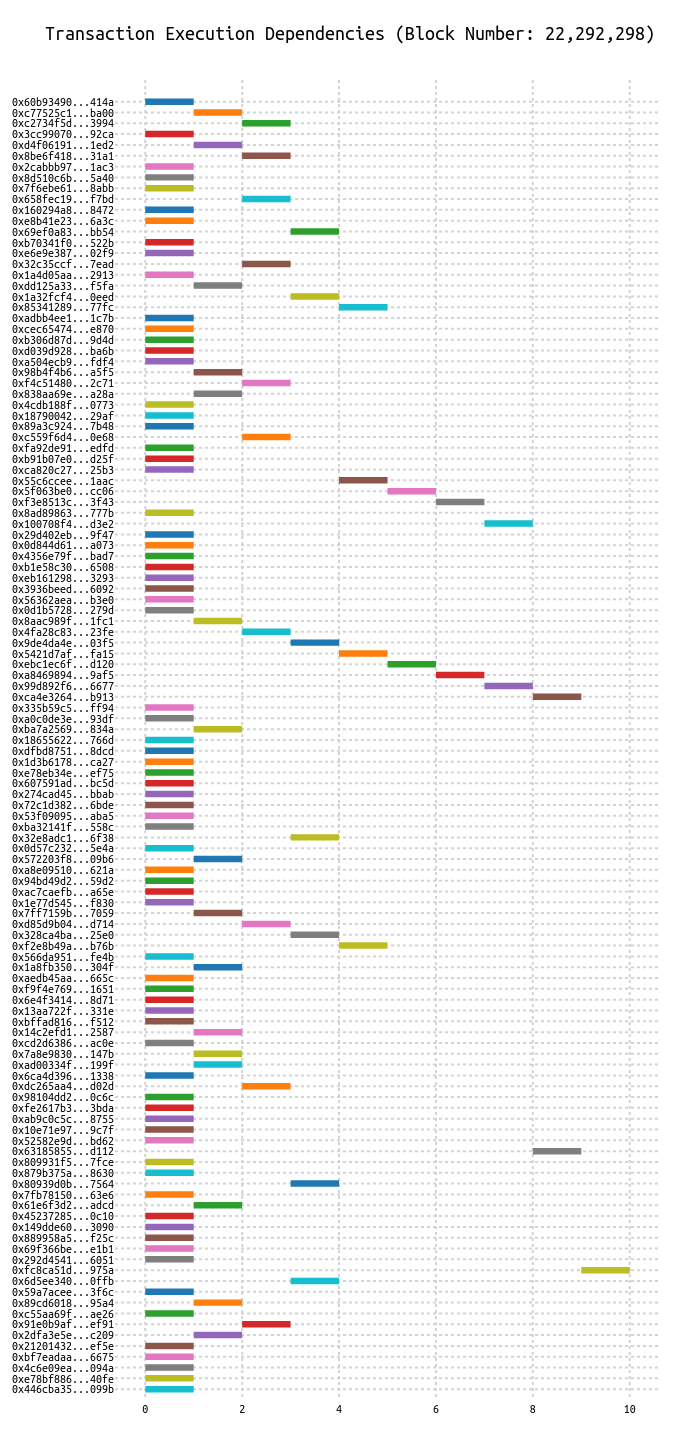 Transaction Execution Dependencies (Block Number: 22,292,298)
0x60b93490...414a
0xc77525c1...ba00
0xc2734f5d...3994
0x3cc99070...92ca
0xd4f06191...1ed2
0x8be6f418...31a1
0x2cabbb97...1ac3
0x8d510c6b...5a40
0x7f6ebe61...8abb
0x658fec19...f7bd
0x160294a8...8472
0xe8b41e23...6a3c
0x69ef0a83...bb54
0xb70341f0...522b
0xe6e9e387...02f9
0x32c35ccf...7ead
0x1a4d05aa...2913
0xdd125a33...f5fa
0x1a32fcf4...0eed
0x85341289...77fc
0xadbb4ee1...1c7b
0xcec65474...e870
0xb306d87d...9d4d
0xd039d928...ba6b
0xa504ecb9...fdf4
0x98b4f4b6...a5f5
0xf4c51480...2c71
0x838aa69e...a28a
0x4cdb188f...0773
0x18790042...29af
0x89a3c924...7b48
0xc559f6d4...0e68
0xfa92de91...edfd
0xb91b07e0...d25f
0xca820c27...25b3
0x55c6ccee...1aac
0x5f063be0...cc06
0xf3e8513c...3f43
0x8ad89863...777b
0x100708f4...d3e2
0x29d402eb...9f47
0x0d844d61...a073
0x4356e79f...bad7
0xb1e58c30...6508
0xeb161298...3293
0x3936beed...6092
0x56362aea...b3e0
0x0d1b5728...279d
0x8aac989f...1fc1
0x4fa28c83...23fe
0x9de4da4e...03f5
0x5421d7af...fa15
0xebc1ec6f...d120
0xa8469894...9af5
0x99d892f6...6677
0xca4e3264...b913
0x335b59c5...ff94
0xa0c0de3e...93df
0xba7a2569...834a
0x18655622...766d
0xdfbd8751...8dcd
0x1d3b6178...ca27
0xe78eb34e...ef75
0x607591ad...bc5d
0x274cad45...bbab
0x72c1d382...6bde
0x53f09095...aba5
0xba32141f...558c
0x32e8adc1...6f38
0x0d57c232...5e4a
0x572203f8...09b6
0xa8e09510...621a
0x94bd49d2...59d2
0xac7caefb...a65e
0x1e77d545...f830
0x7ff7159b...7059
0xd85d9b04...d714
0x328ca4ba...25e0
0xf2e8b49a...b76b
0x566da951...fe4b
0x1a8fb350...304f
0xaedb45aa...665c
0xf9f4e769...1651
0x6e4f3414...8d71
0x13aa722f...331e
0xbffad816...f512
0x14c2efd1...2587
0xcd2d6386...ac0e
0x7a8e9830...147b
0xad00334f...199f
0x6ca4d396...1338
0xdc265aa4...d02d
0x98104dd2...0c6c
0xfe2617b3...3bda
0xab9c0c5c...8755
0x10e71e97...9c7f
0x52582e9d...bd62
0x63185855...d112
0x809931f5...7fce
0x879b375a...8630
0x80939d0b...7564
0x7fb78150...63e6
0x61e6f3d2...adcd
0x45237285...0c10
0x149dde60...3090
0x889958a5...f25c
0x69f366be...e1b1
0x292d4541...6051
0xfc8ca51d...975a
0x6d5ee340...0ffb
0x59a7acee...3f6c
0x89cd6018...95a4
0xc55aa69f...ae26
0x91e0b9af...ef91
0x2dfa3e5e...c209
0x21201432...ef5e
0xbf7eadaa...6675
0x4c6e09ea...094a
0xe78bf886...40fe
0x446cba35...099b
0 2 4 6 8 10